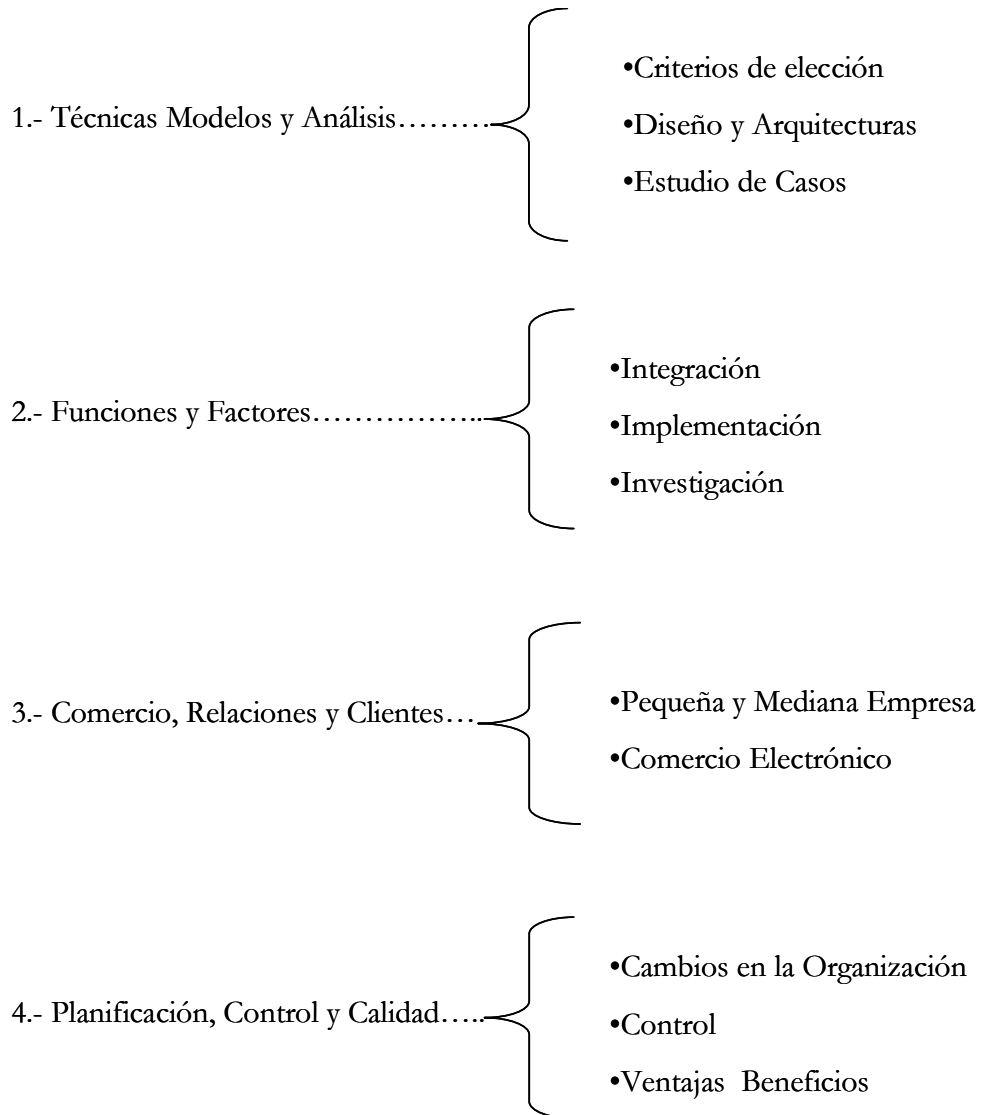 1.- Técnicas Modelos y Análisis………
•Criterios de elección
•Diseño y Arquitecturas
•Estudio de Casos
2.- Funciones y Factores……………..
•Integración
•Implementación
•Investigación
3.- Comercio, Relaciones y Clientes….
•Pequeña y Mediana Empresa
•Comercio Electrónico
4.- Planificación, Control y Calidad…..
•Cambios en la Organización
•Control
•Ventajas  Beneficios